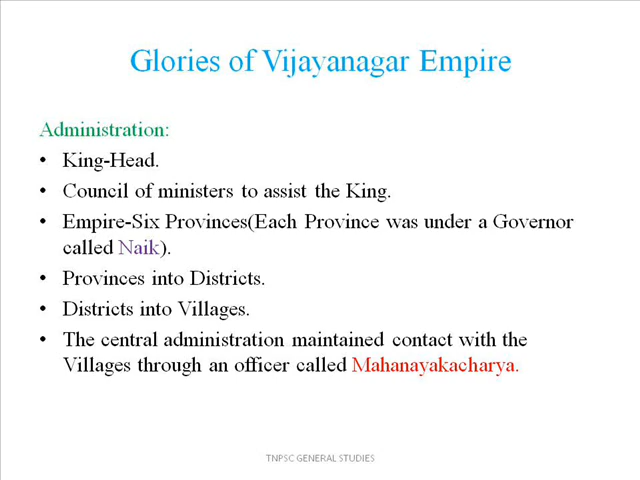 Glories of Vijayanagar Empire
Administration:
• King-Head.
• Council of ministers to assist the King.
• Empire-Six Provinces(Each Province was under a Governor
called Naik).
• Provinces into Districts.
• Districts into Villages.
• The central administration maintained contact with the
Villages through an officer called Mahanayakacharya.
TNPSC GENERAL STUDIES